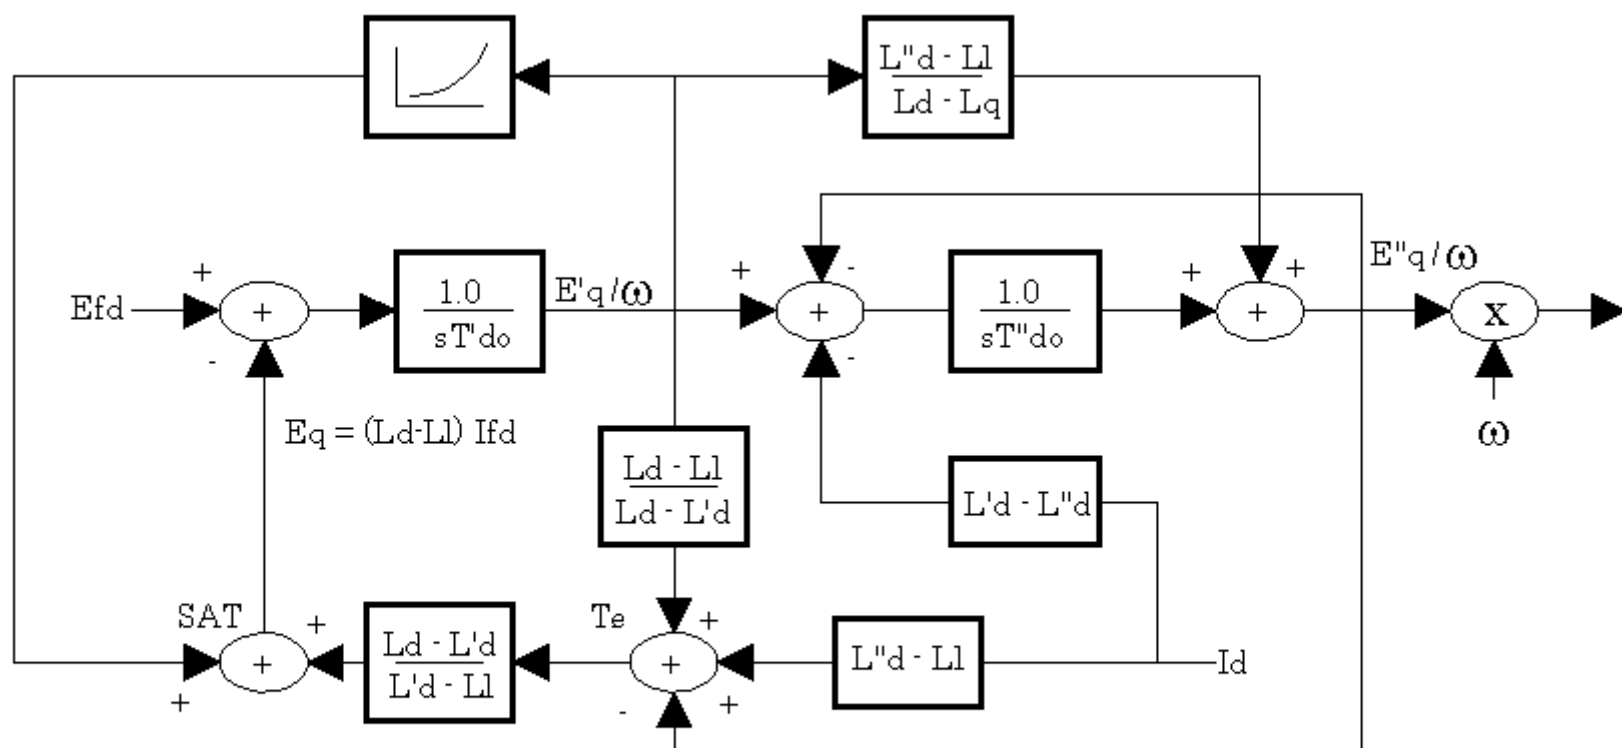 L"d - Ll
Ld - Lq
E"q/ω
+
-
+
+
+
Efd
+
1.0
sT'do
E'q/ω
+
1.0
sT"do
+
x
-
-
ω
Eq = (Ld-Ll) Ifd
Ld - Ll
Ld - L'd
L'd - L"d
SAT
+
Te
+
+
Ld - L'd
L'd - Ll
+
L"d - Ll
Id
+
-
+